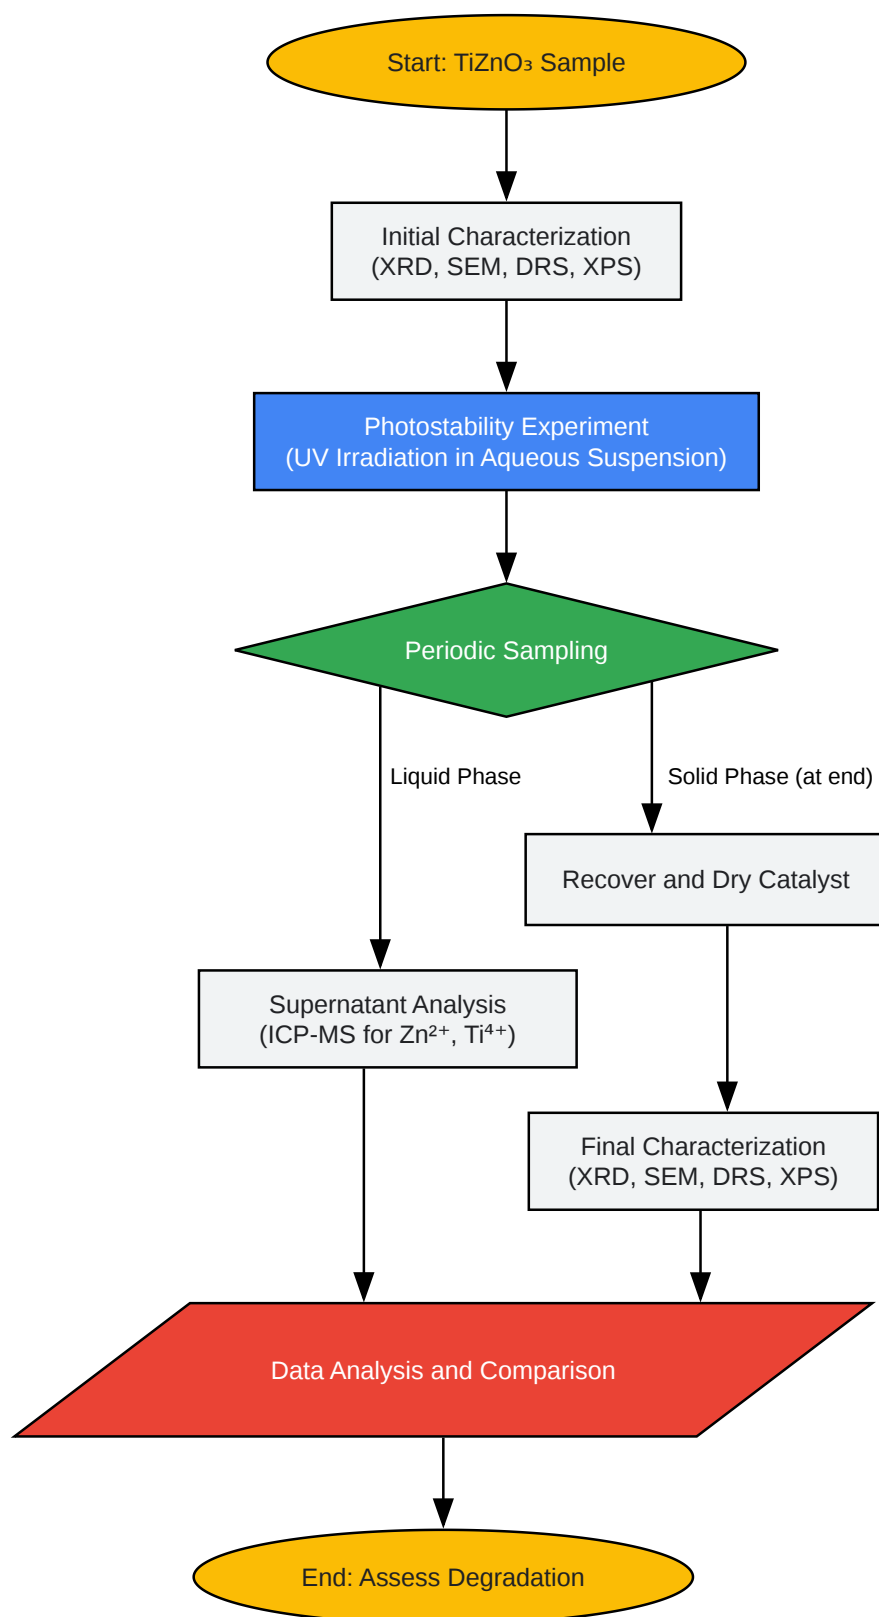 Start: TiZnO₃ Sample
Initial Characterization
(XRD, SEM, DRS, XPS)
Photostability Experiment
(UV Irradiation in Aqueous Suspension)
Periodic Sampling
Liquid Phase
Solid Phase (at end)
Recover and Dry Catalyst
Supernatant Analysis
(ICP-MS for Zn²⁺, Ti⁴⁺)
Final Characterization
(XRD, SEM, DRS, XPS)
Data Analysis and Comparison
End: Assess Degradation